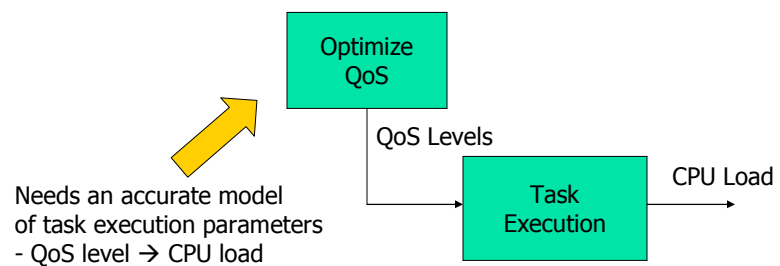 Optimize
QoS
QoS Levels
Task
Execution
CPU Load
Needs an accurate model
of task execution parameters
- QoS level → CPU load